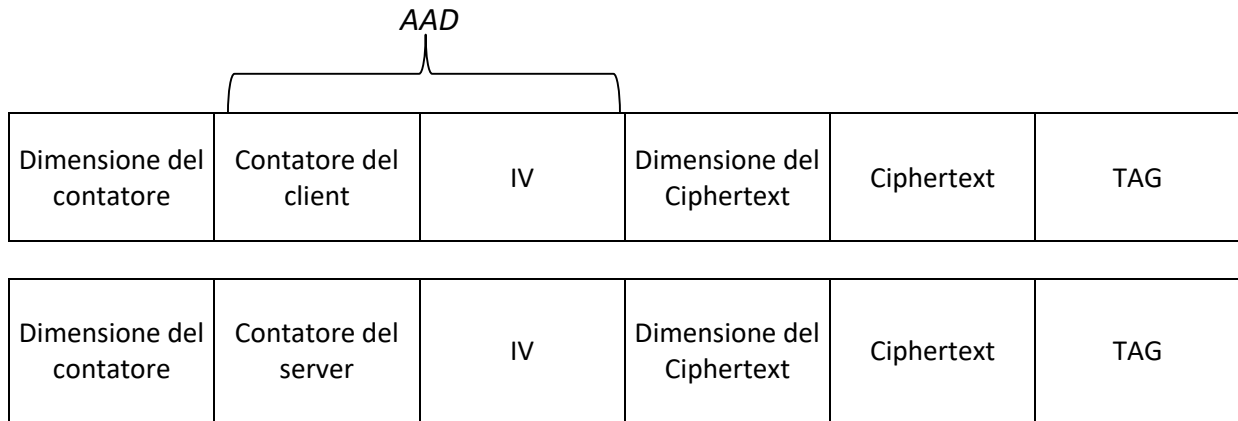 AAD
Dimensione del
contatore
Contatore del
client
IV
Dimensione del
Ciphertext
Ciphertext
TAG
Dimensione del
contatore
Contatore del
server
IV
Dimensione del
Ciphertext
Ciphertext
TAG